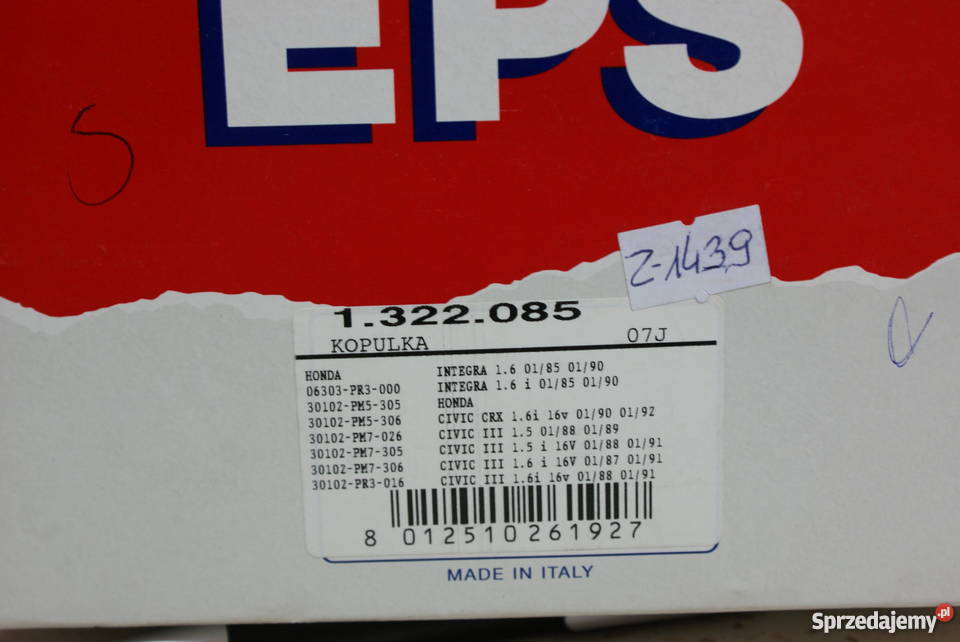 EPS
S
Z-1439
1.322.085
KOPULKA 07J
HONDA INTEGRA 1.6 01/85 01/90
06303-PR3-000 INTEGRA 1.6 i 01/85 01/90
30102-PM5-305 HONDA
30102-PM5-306 CIVIC CRX 1.6i 16v 01/90 01/92
30102-PM7-026 CIVIC III 1.5 01/88 01/89
30102-PM7-305 CIVIC III 1.5 i 16V 01/88 01/91
30102-PM7-306 CIVIC III 1.6 i 16V 01/87 01/91
30102-PR3-016 CIVIC III 1.6i 16v 01/88 01/91
8 012510 261927
MADE IN ITALY
Sprzedajemy.pl